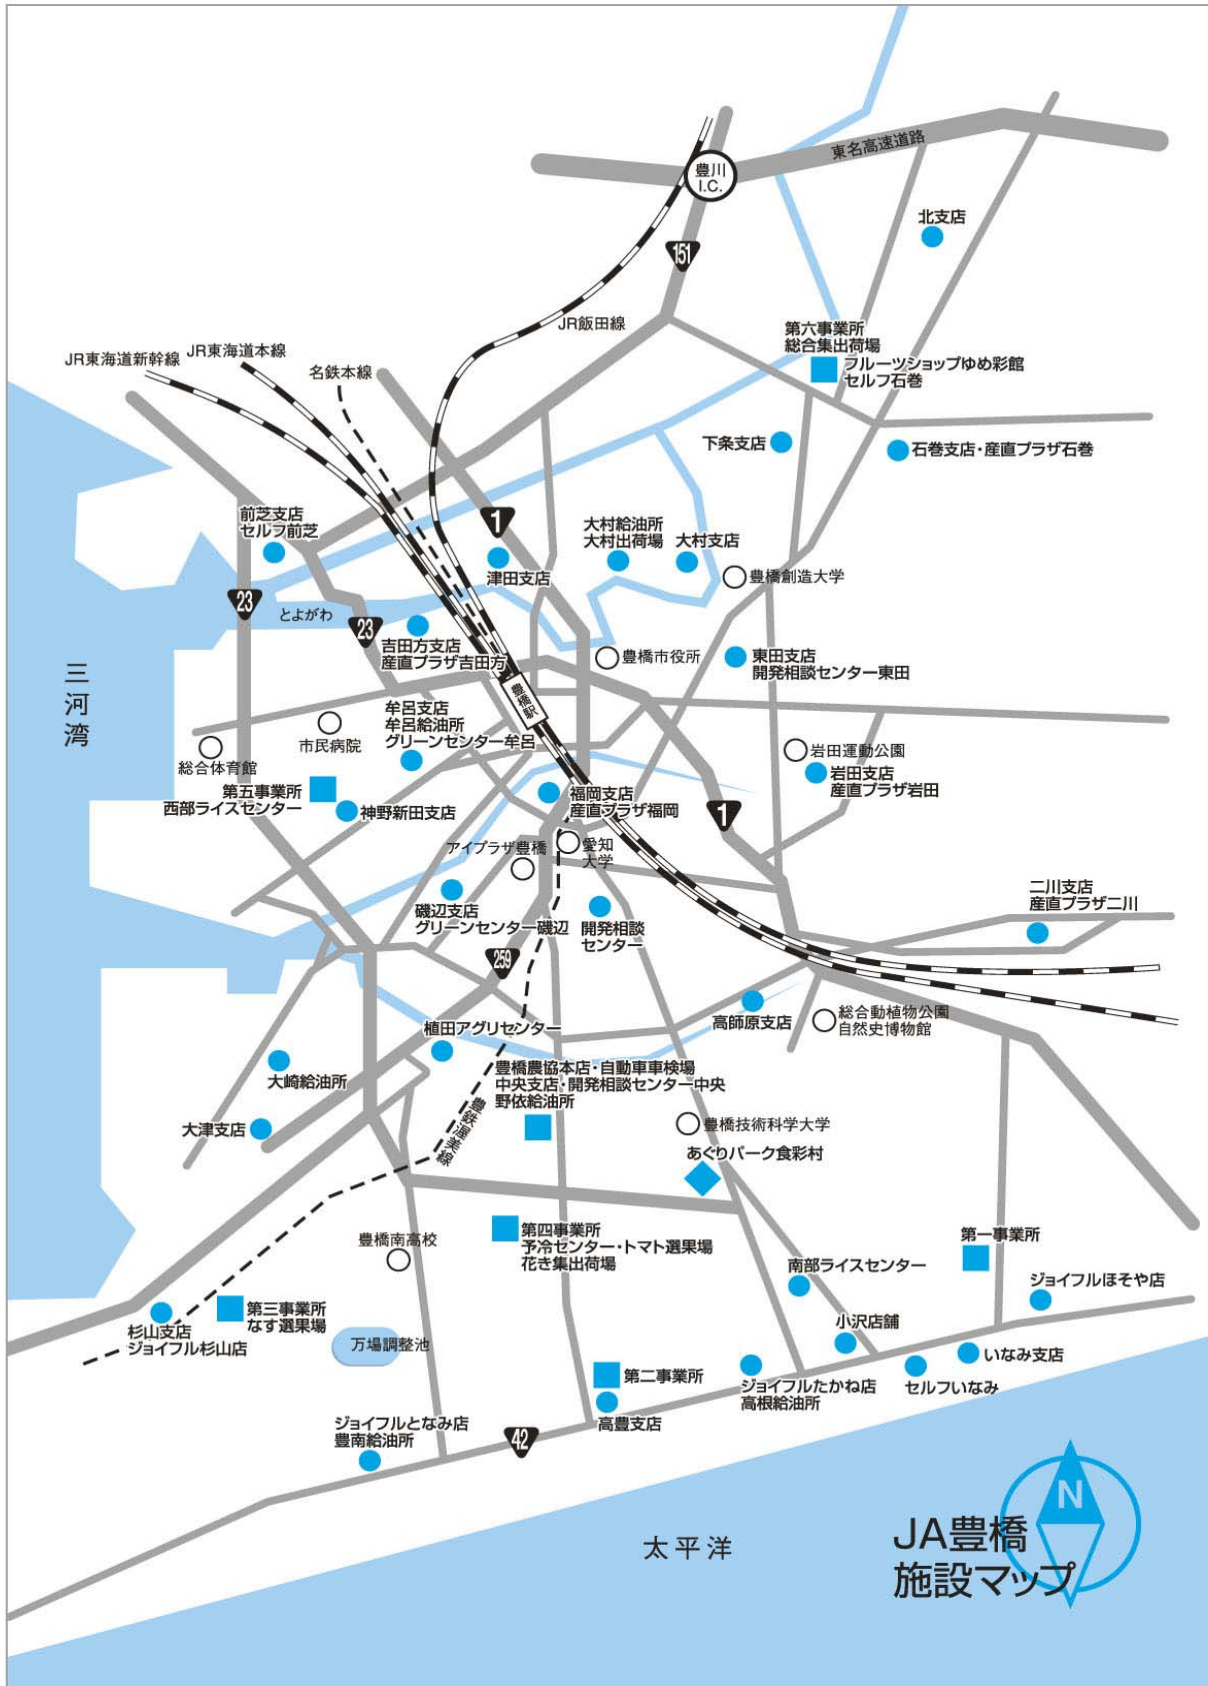 東名高速道路
豊川
I.C.
北支店
151
JR飯田線
第六事業所
総合集出荷場
フルーツショップゆめ彩館
セルフ石巻
JR東海道新幹線
JR東海道本線
名鉄本線
下条支店
石巻支店・産直プラザ石巻
前芝支店
セルフ前芝
1
津田支店
大村給油所
大村出荷場
大村支店
豊橋創造大学
23
とよがわ
23
吉田方支店
産直プラザ吉田方
豊橋市役所
東田支店
開発相談センター東田
三河湾
豊橋駅
牟呂支店
牟呂給油所
グリーンセンター牟呂
市民病院
総合体育館
岩田運動公園
岩田支店
産直プラザ岩田
第五事業所
西部ライスセンター
神野新田支店
福岡支店
産直プラザ福岡
1
アイプラザ豊橋
愛知
大学
二川支店
産直プラザ二川
磯辺支店
グリーンセンター磯辺
開発相談
センター
259
高師原支店
総合動植物公園
自然史博物館
植田アグリセンター
大崎給油所
豊橋農協本店・自動車車検場
中央支店・開発相談センター中央
野依給油所
大津支店
豊鉄渥美線
豊橋技術科学大学
あぐりパーク食彩村
豊橋南高校
第四事業所
予冷センター・トマト選果場
花き集出荷場
第一事業所
南部ライスセンター
ジョイフルほそや店
杉山支店
ジョイフル杉山店
第三事業所
なす選果場
万場調整池
小沢店舗
いなみ支店
セルフいなみ
第二事業所
高豊支店
ジョイフルたかね店
高根給油所
ジョイフルとなみ店
豊南給油所
42
太平洋
N
JA豊橋
施設マップ